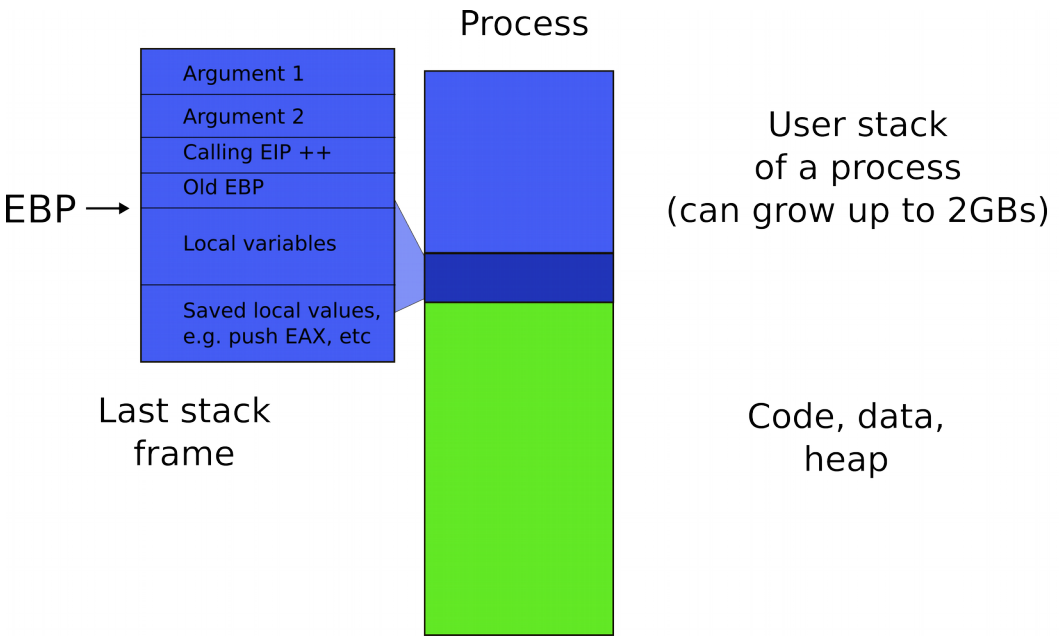 Process
Argument 1
Argument 2
Calling EIP ++
Old EBP
EBP
Local variables
Saved local values,
e.g. push EAX, etc
Last stack
frame
User stack
of a process
(can grow up to 2GBs)
Code, data,
heap